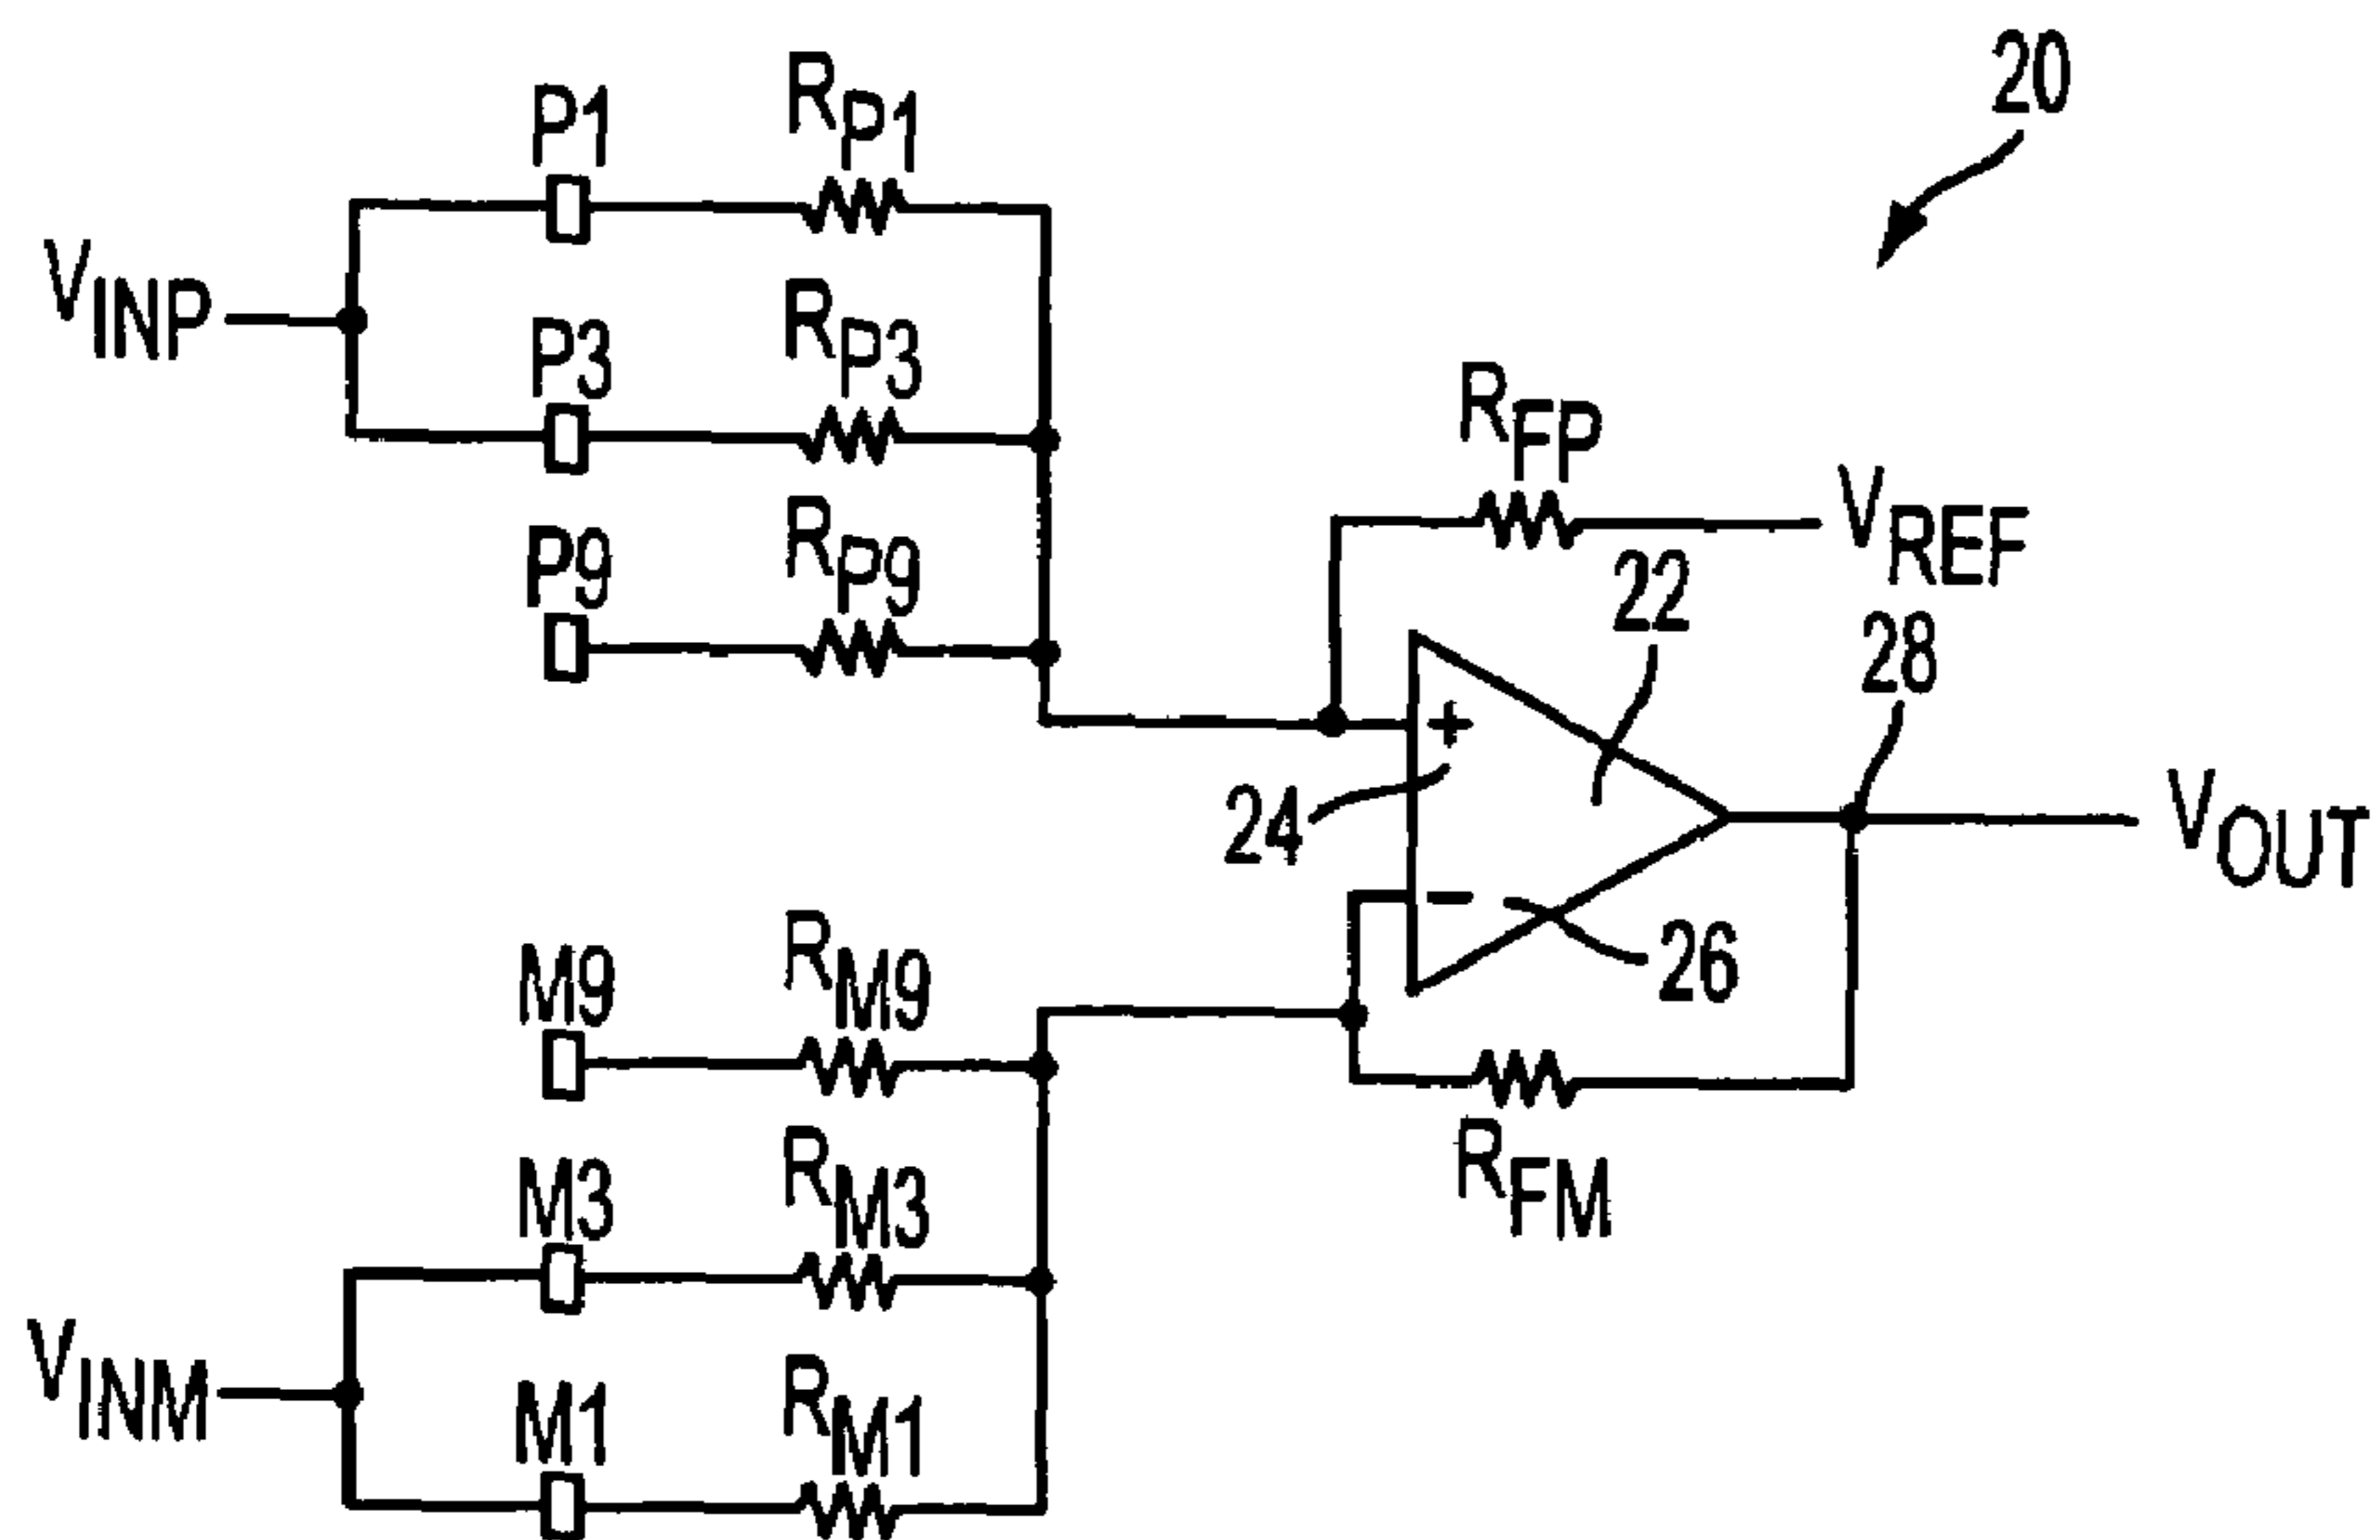 20
P1
RP1
VINP
P3
RP3
RFP
VREF
P9
RP9
22
28
+
24
VOUT
−
26
M9
RM9
M3
RM3
RFM
VINM
M1
RM1